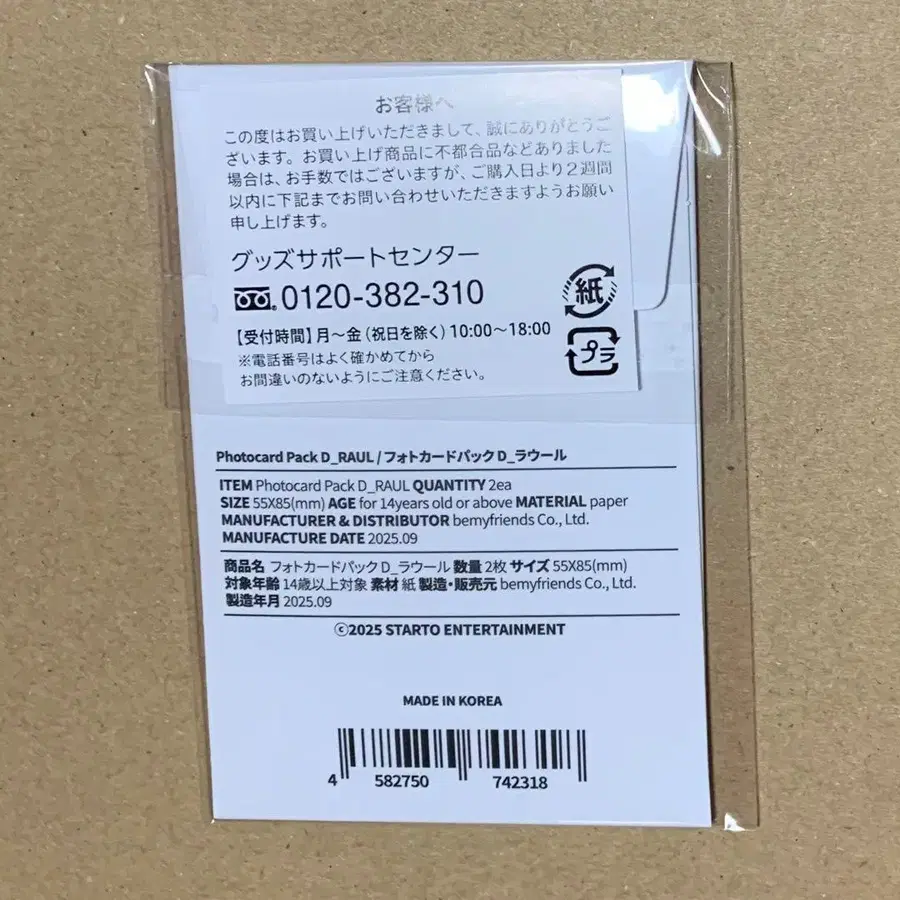 お客様へ
この度はお買い上げいただきまして、誠にありがとうご
ざいます。お買い上げ商品に不都合品などありました
場合は、お手数ではございますが、ご購入日より2週間
以内に下記までお問い合わせいただきますようお願い
申し上げます。
グッズサポートセンター
0120-382-310
【受付時間】月～金(祝日を除く)10:00～18:00
※電話番号はよく確かめてから
お間違いのないようにご注意ください。
紙
プラ
Photocard Pack D_RAUL / フォトカードパック D_ラウール
ITEM Photocard Pack D_RAUL QUANTITY 2ea
SIZE 55X85(mm) AGE for 14years old or above MATERIAL paper
MANUFACTURER & DISTRIBUTOR bemyfriends Co., Ltd.
MANUFACTURE DATE 2025.09
商品名 フォトカードパック D_ラウール 数量 2枚 サイズ 55X85(mm)
対象年齢 14歳以上対象 素材 紙 製造・販売元 bemyfriends Co., Ltd.
製造年月 2025.09
ⓒ2025 STARTO ENTERTAINMENT
MADE IN KOREA
4 582750 742318